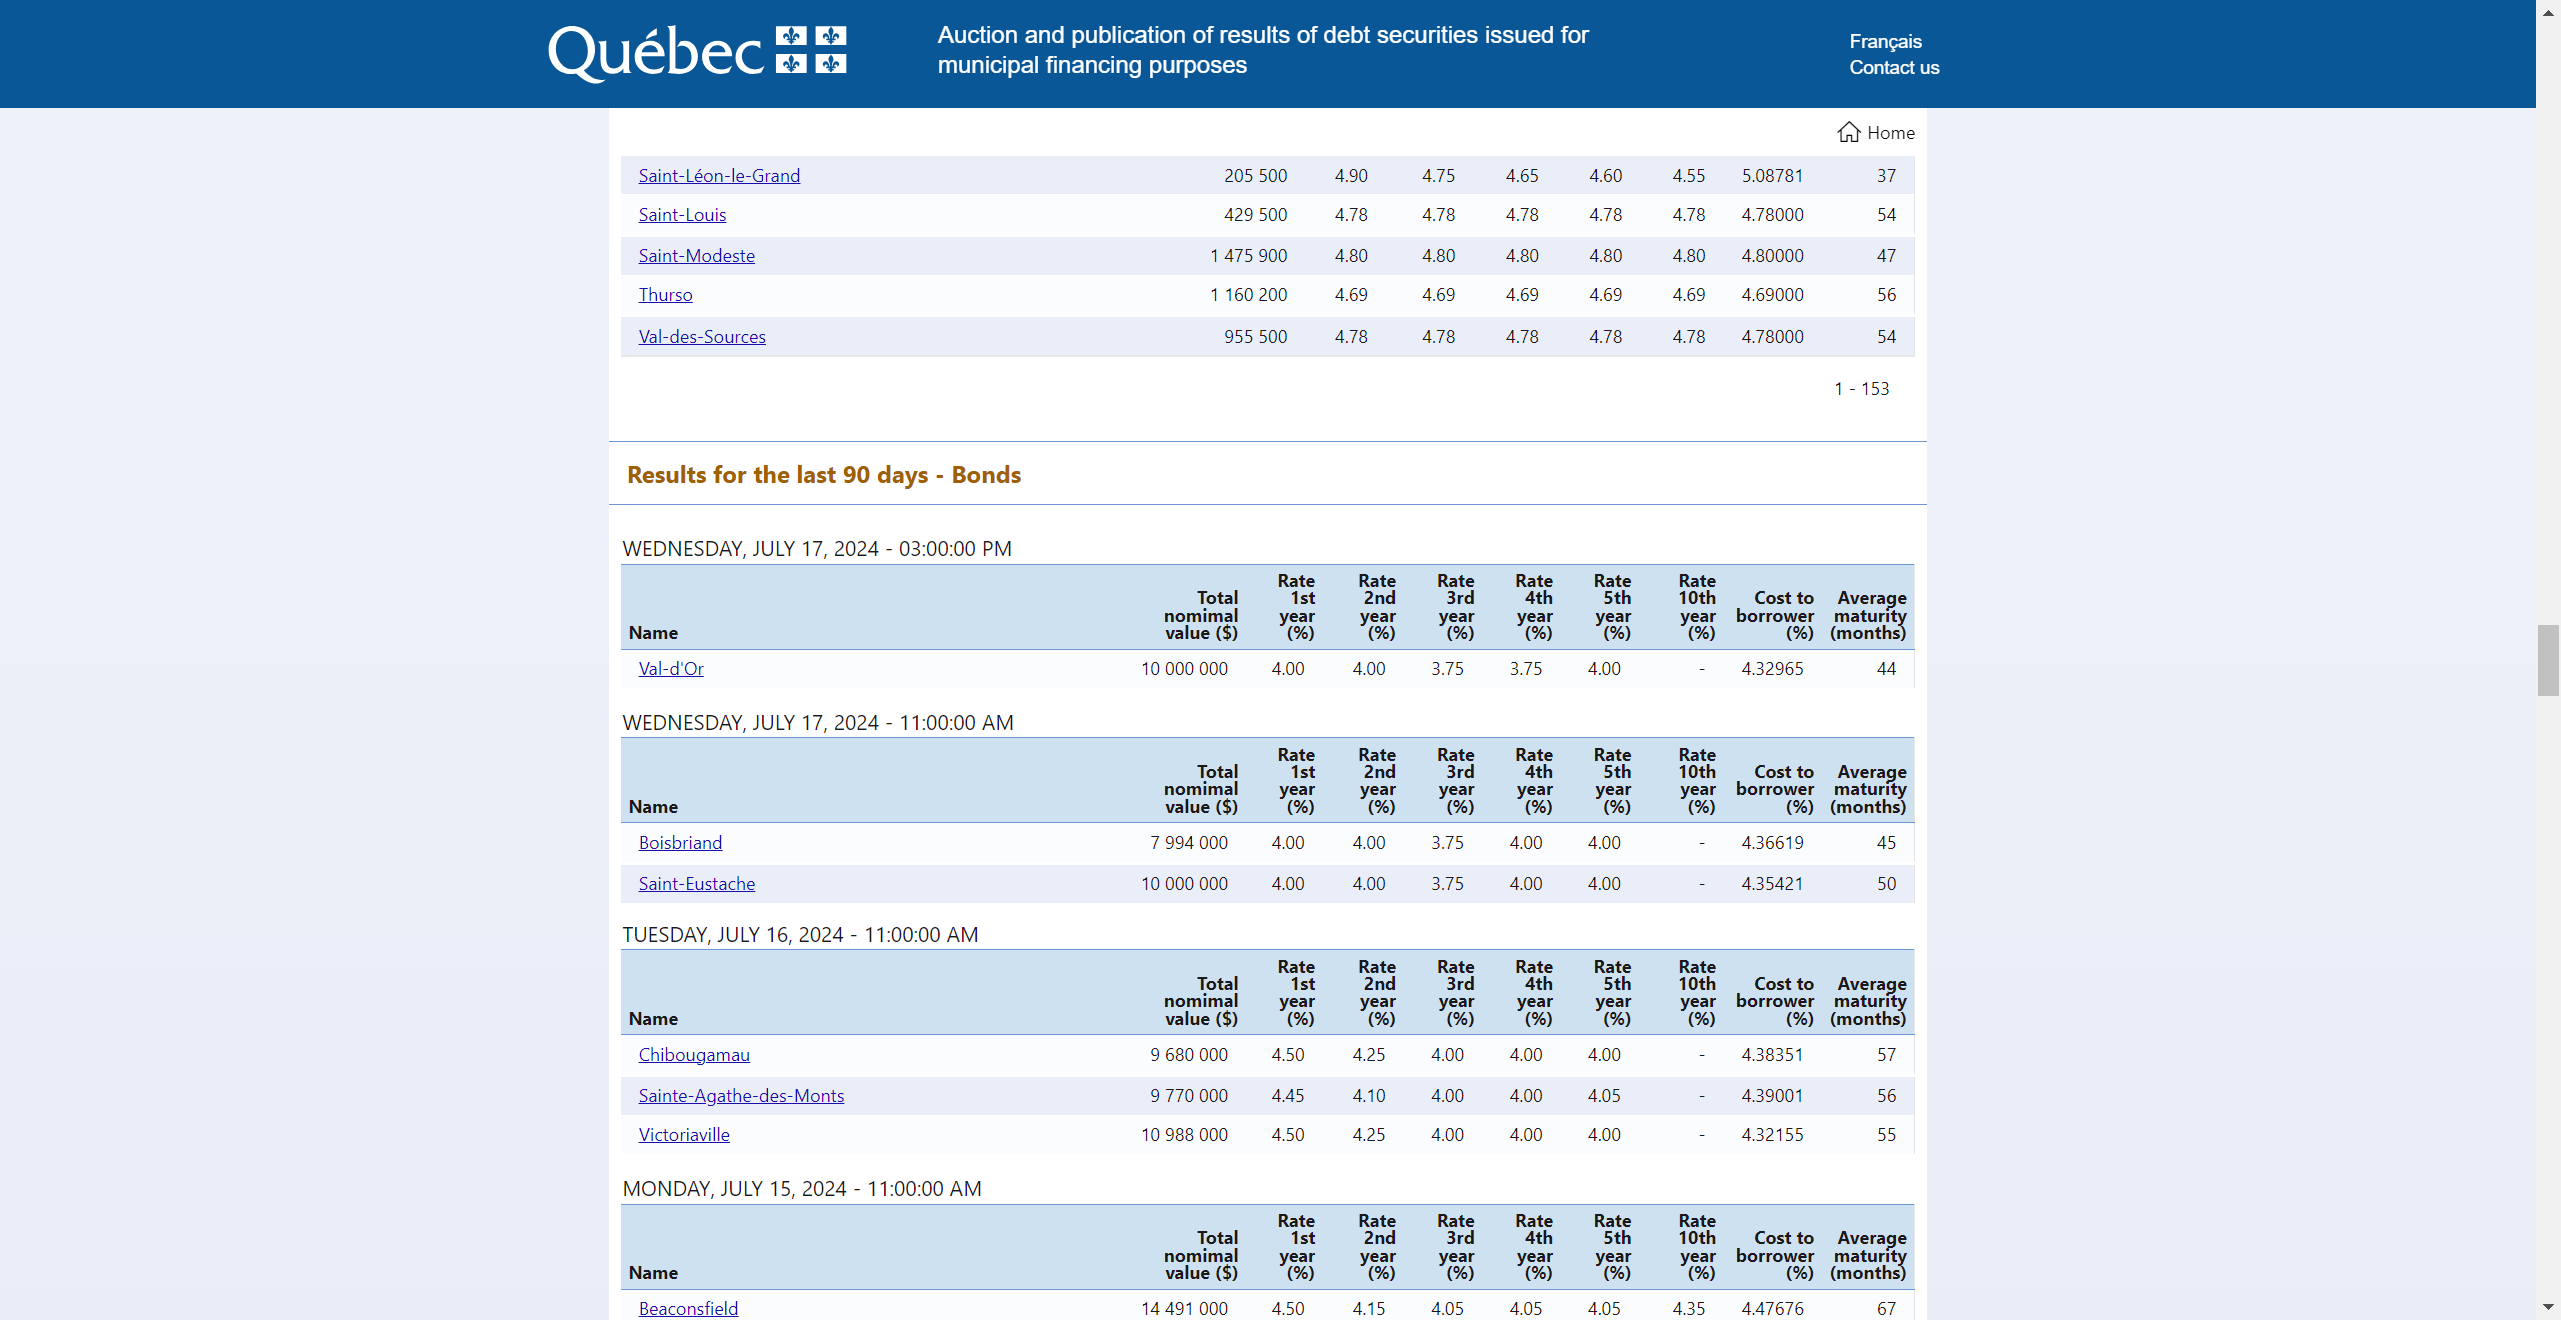 Québec
Auction and publication of results of debt securities issued for
municipal financing purposes
Français
Contact us
Home
Saint-Léon-le-Grand 205 500 4.90 4.75 4.65 4.60 4.55 5.08781 37
Saint-Louis 429 500 4.78 4.78 4.78 4.78 4.78 4.78000 54
Saint-Modeste 1 475 900 4.80 4.80 4.80 4.80 4.80 4.80000 47
Thurso 1 160 200 4.69 4.69 4.69 4.69 4.69 4.69000 56
Val-des-Sources 955 500 4.78 4.78 4.78 4.78 4.78 4.78000 54
1 - 153
Results for the last 90 days - Bonds
WEDNESDAY, JULY 17, 2024 - 03:00:00 PM
Rate Rate Rate Rate Rate Rate
Total 1st 2nd 3rd 4th 5th 10th Cost to Average
nomimal year year year year year year borrower maturity
Name value ($) (%) (%) (%) (%) (%) (%) (%) (months)
Val-d'Or 10 000 000 4.00 4.00 3.75 3.75 4.00 - 4.32965 44
WEDNESDAY, JULY 17, 2024 - 11:00:00 AM
Rate Rate Rate Rate Rate Rate
Total 1st 2nd 3rd 4th 5th 10th Cost to Average
nomimal year year year year year year borrower maturity
Name value ($) (%) (%) (%) (%) (%) (%) (%) (months)
Boisbriand 7 994 000 4.00 4.00 3.75 4.00 4.00 - 4.36619 45
Saint-Eustache 10 000 000 4.00 4.00 3.75 4.00 4.00 - 4.35421 50
TUESDAY, JULY 16, 2024 - 11:00:00 AM
Rate Rate Rate Rate Rate Rate
Total 1st 2nd 3rd 4th 5th 10th Cost to Average
nomimal year year year year year year borrower maturity
Name value ($) (%) (%) (%) (%) (%) (%) (%) (months)
Chibougamau 9 680 000 4.50 4.25 4.00 4.00 4.00 - 4.38351 57
Sainte-Agathe-des-Monts 9 770 000 4.45 4.10 4.00 4.00 4.05 - 4.39001 56
Victoriaville 10 988 000 4.50 4.25 4.00 4.00 4.00 - 4.32155 55
MONDAY, JULY 15, 2024 - 11:00:00 AM
Rate Rate Rate Rate Rate Rate
Total 1st 2nd 3rd 4th 5th 10th Cost to Average
nomimal year year year year year year borrower maturity
Name value ($) (%) (%) (%) (%) (%) (%) (%) (months)
Beaconsfield 14 491 000 4.50 4.15 4.05 4.05 4.05 4.35 4.47676 67